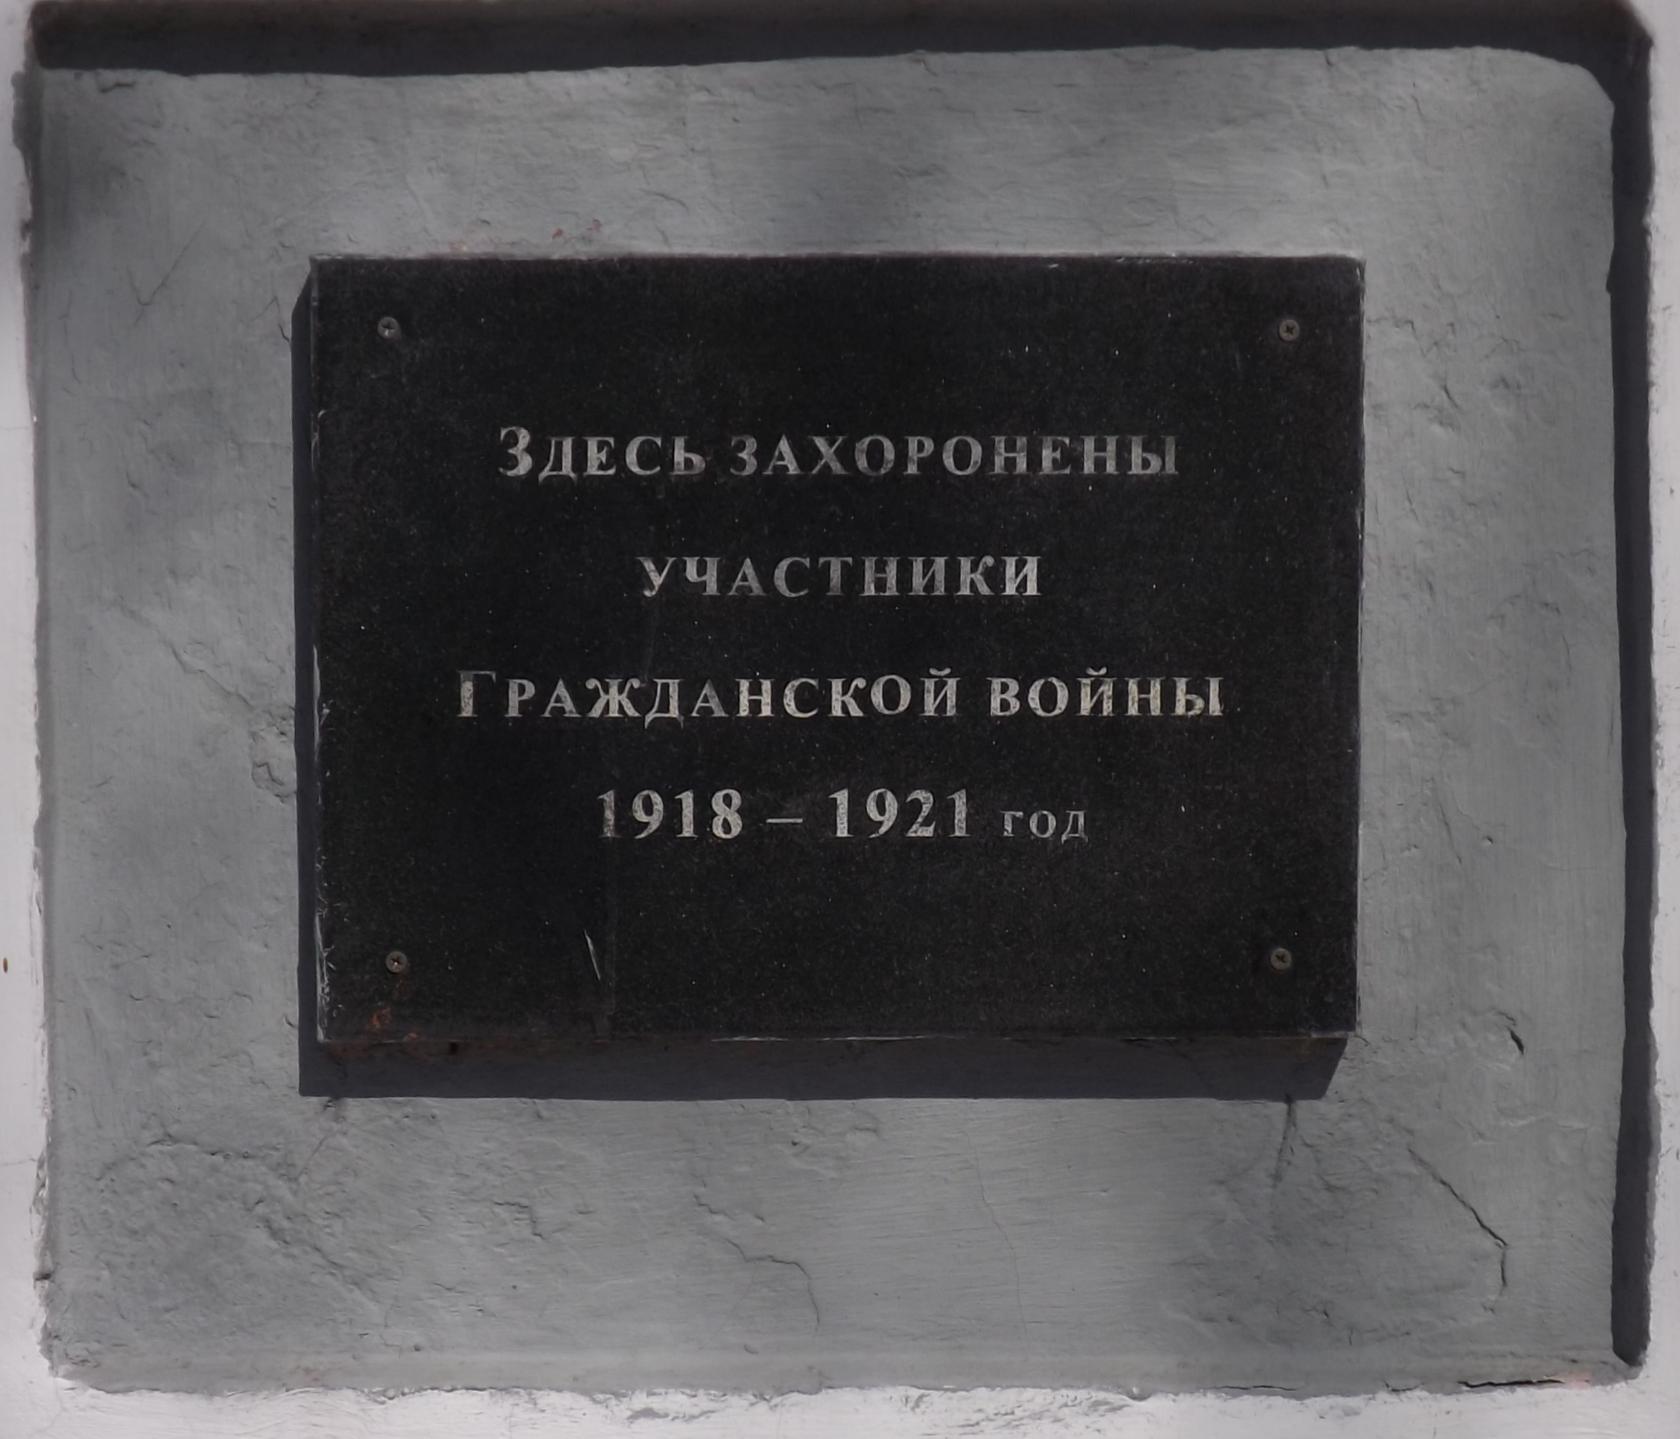 Здесь захоронены
участники
Гражданской войны
1918 – 1921 год